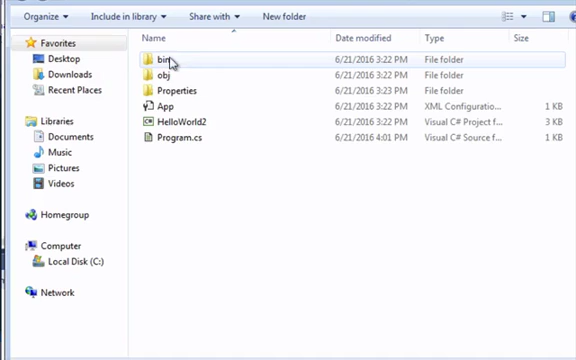 Organize Include in library Share with New folder
Name Date modified Type Size
Favorites
Desktop
Downloads
Recent Places
Libraries
Documents
Music
Pictures
Videos
Homegroup
Computer
Local Disk (C:)
Network
bin 6/21/2016 3:22 PM File folder
obj 6/21/2016 3:22 PM File folder
Properties 6/21/2016 3:23 PM File folder
App 6/21/2016 3:22 PM XML Configuratio... 1 KB
HelloWorld2 6/21/2016 3:22 PM Visual C# Project f... 3 KB
Program.cs 6/21/2016 4:01 PM Visual C# Source f... 1 KB